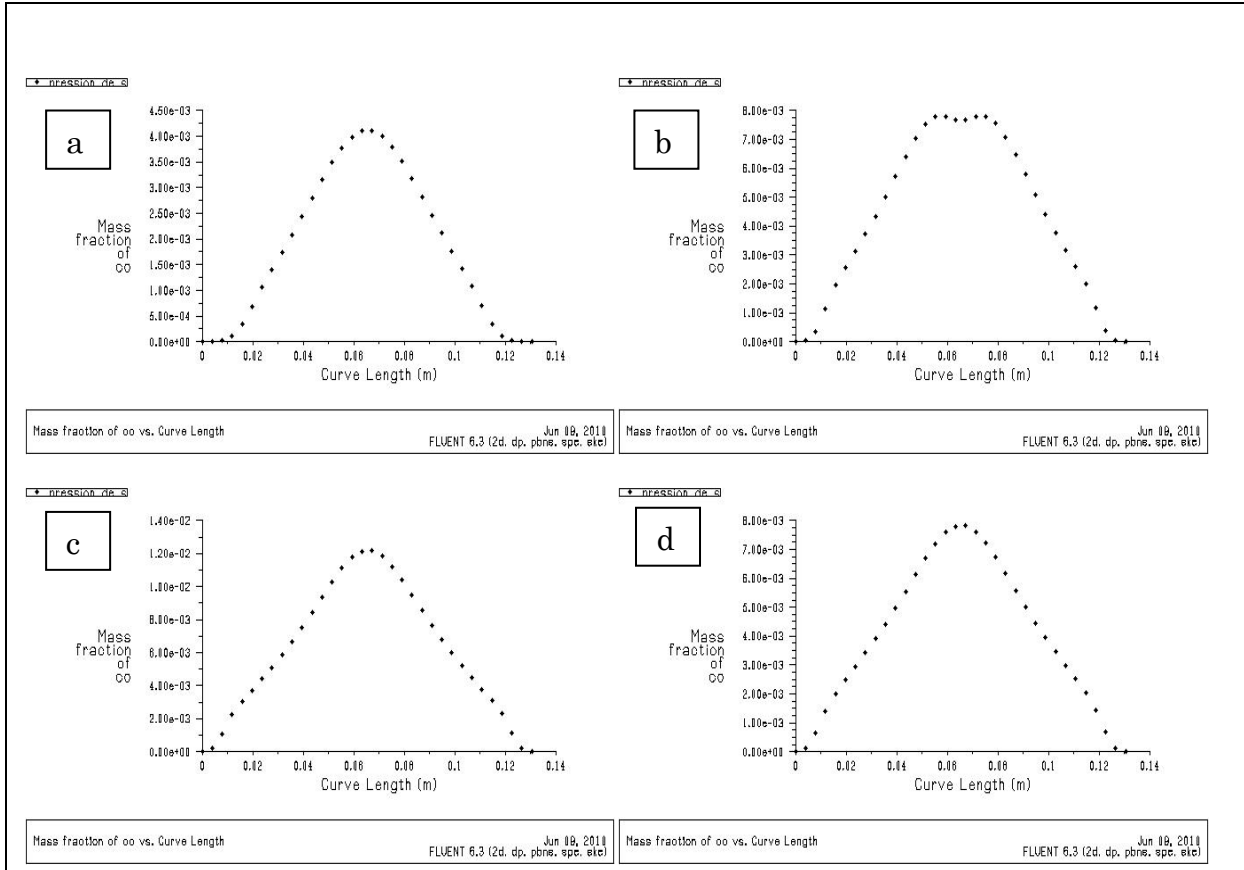 pression de s
a
4.50e-03
4.00e-03
3.50e-03
3.00e-03
2.50e-03
2.00e-03
1.50e-03
1.00e-03
5.00e-04
0.00e+00
Mass
fraction
of
co
0 0.02 0.04 0.06 0.08 0.1 0.12 0.14
Curve Length (m)
Mass fraction of co vs. Curve Length
Jun 09, 2010
FLUENT 6.3 (2d, dp, pbns, spe, ske)
pression de s
b
8.00e-03
7.00e-03
6.00e-03
5.00e-03
4.00e-03
3.00e-03
2.00e-03
1.00e-03
0.00e+00
Mass
fraction
of
co
0 0.02 0.04 0.06 0.08 0.1 0.12 0.14
Curve Length (m)
Mass fraction of co vs. Curve Length
Jun 09, 2010
FLUENT 6.3 (2d, dp, pbns, spe, ske)
pression de s
c
1.40e-02
1.20e-02
1.00e-02
8.00e-03
6.00e-03
4.00e-03
2.00e-03
0.00e+00
Mass
fraction
of
co
0 0.02 0.04 0.06 0.08 0.1 0.12 0.14
Curve Length (m)
Mass fraction of co vs. Curve Length
Jun 09, 2010
FLUENT 6.3 (2d, dp, pbns, spe, ske)
pression de s
d
8.00e-03
7.00e-03
6.00e-03
5.00e-03
4.00e-03
3.00e-03
2.00e-03
1.00e-03
0.00e+00
Mass
fraction
of
co
0 0.02 0.04 0.06 0.08 0.1 0.12 0.14
Curve Length (m)
Mass fraction of co vs. Curve Length
Jun 09, 2010
FLUENT 6.3 (2d, dp, pbns, spe, ske)